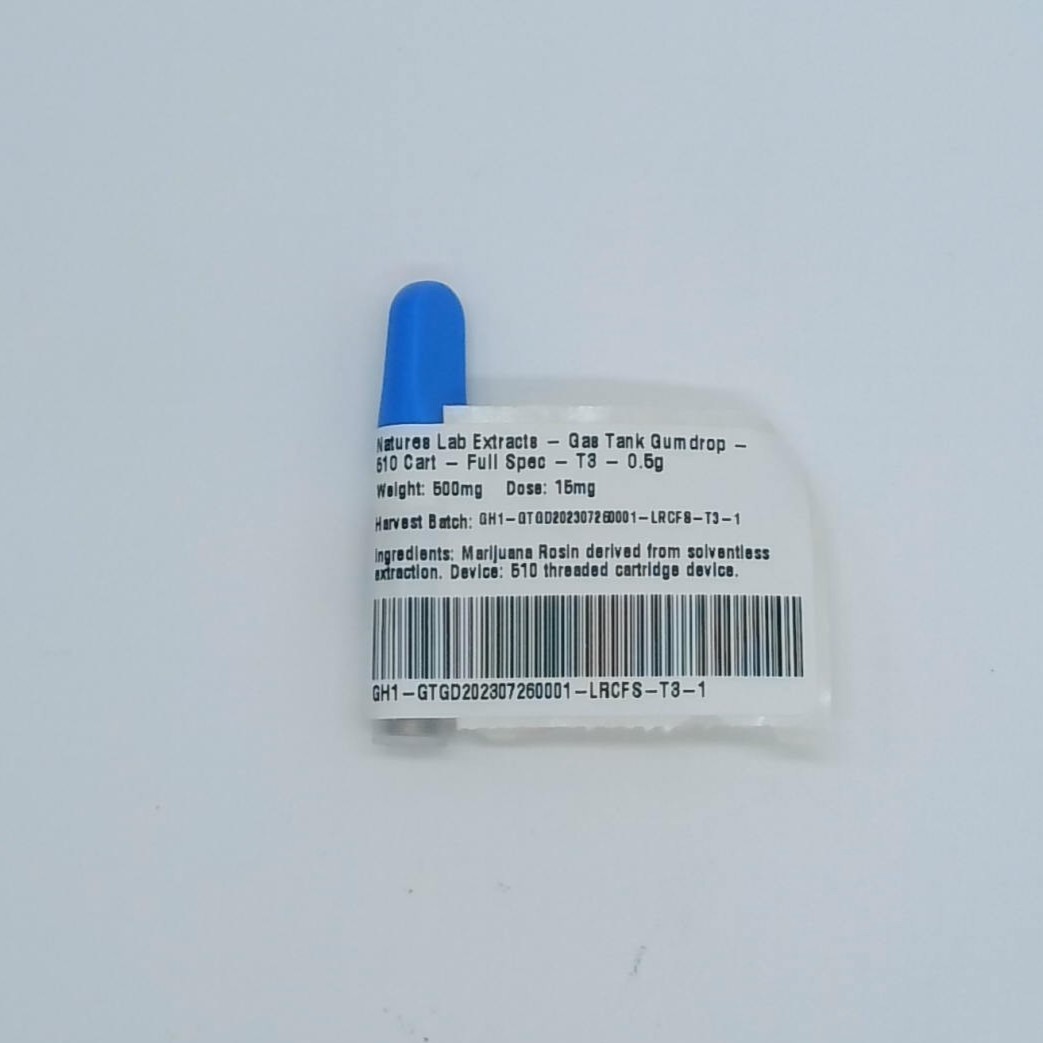 Natures Lab Extracts – Gas Tank Gumdrop –
510 Cart – Full Spec – T3 – 0.5g
Weight: 500mg Dose: 15mg
Harvest Batch: GH1-GTGD202307260001-LRCFS-T3-1
Ingredients: Marijuana Rosin derived from solventless
extraction. Device: 510 threaded cartridge device.
GH1-GTGD202307260001-LRCFS-T3-1